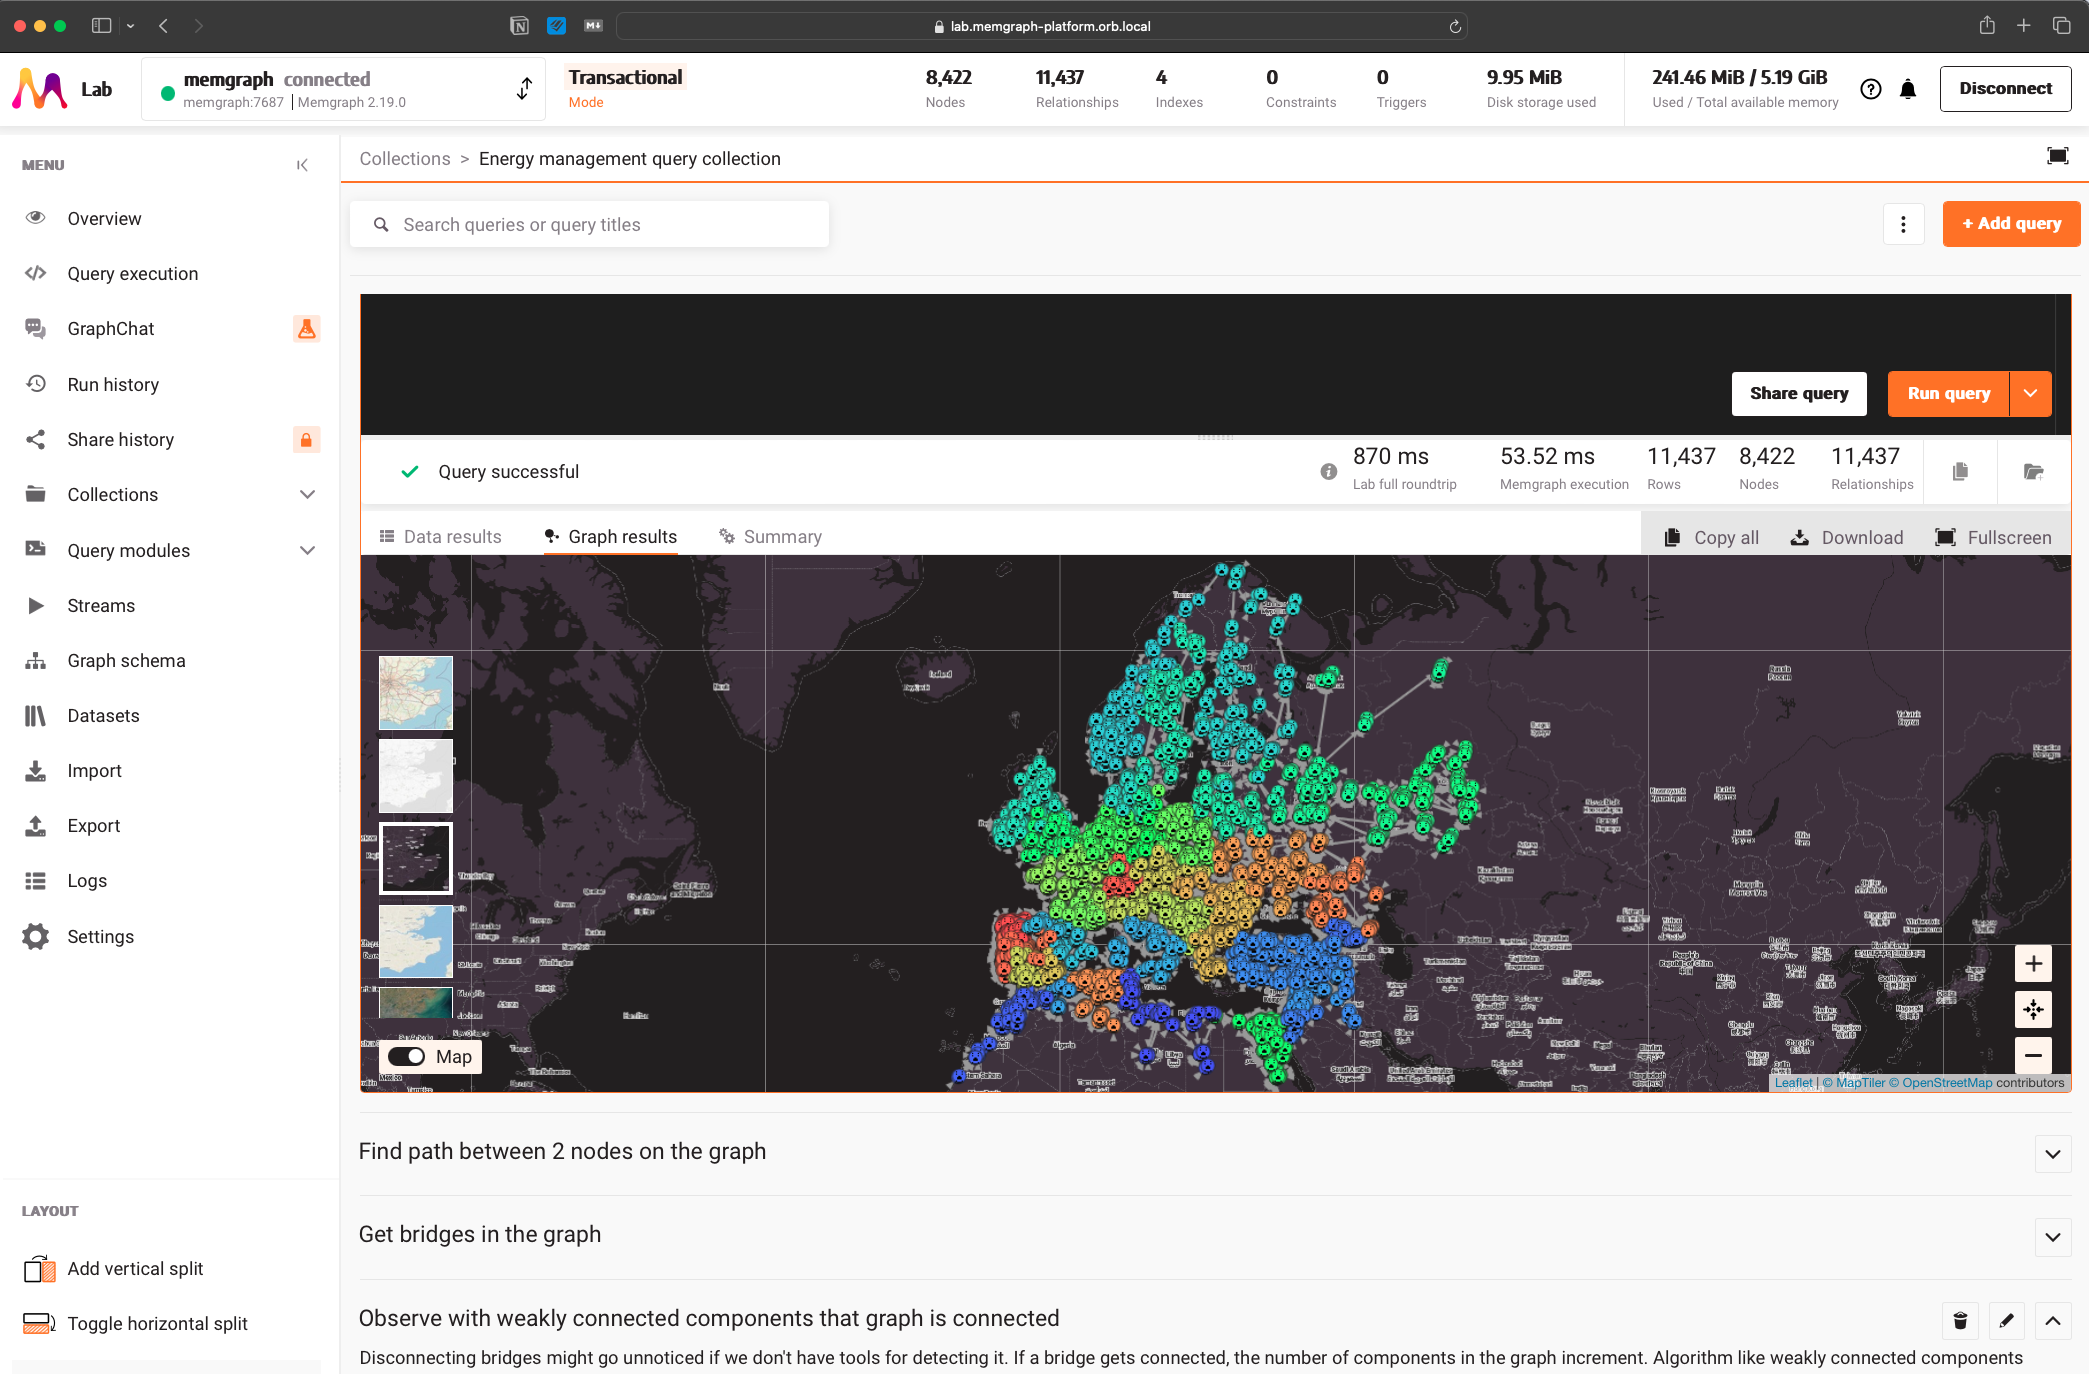 lab.memgraph-platform.orb.local
Lab
memgraph connected
memgraph:7687 | Memgraph 2.19.0
Transactional
Mode
8,422
Nodes
11,437
Relationships
4
Indexes
0
Constraints
0
Triggers
9.95 MiB
Disk storage used
241.46 MiB / 5.19 GiB
Used / Total available memory
Disconnect
MENU
Overview
Query execution
GraphChat
Run history
Share history
Collections
Query modules
Streams
Graph schema
Datasets
Import
Export
Logs
Settings
LAYOUT
Add vertical split
Toggle horizontal split
Collections > Energy management query collection
Search queries or query titles
+ Add query
Share query
Run query
Query successful
870 ms
Lab full roundtrip
53.52 ms
Memgraph execution
11,437
Rows
8,422
Nodes
11,437
Relationships
Data results
Graph results
Summary
Copy all
Download
Fullscreen
Map
Leaflet | © MapTiler © OpenStreetMap contributors
Find path between 2 nodes on the graph
Get bridges in the graph
Observe with weakly connected components that graph is connected
Disconnecting bridges might go unnoticed if we don't have tools for detecting it. If a bridge gets connected, the number of components in the graph increment. Algorithm like weakly connected components